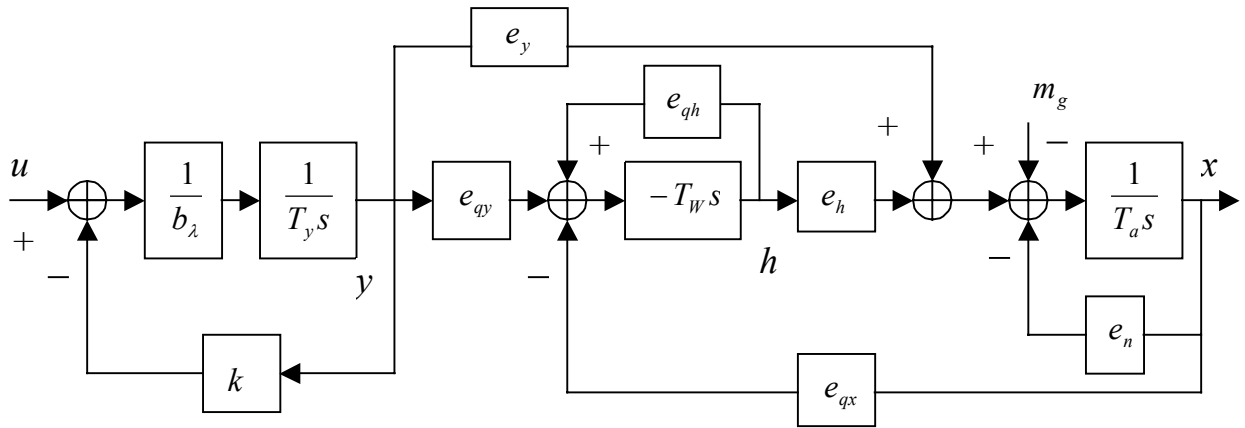 e_y
m_g
e_qh
+
+
+
−
u
1/b_λ
1/(T_y s)
e_qy
−T_W s
e_h
1/(T_a s)
x
+
−
y
−
h
−
e_n
k
e_qx